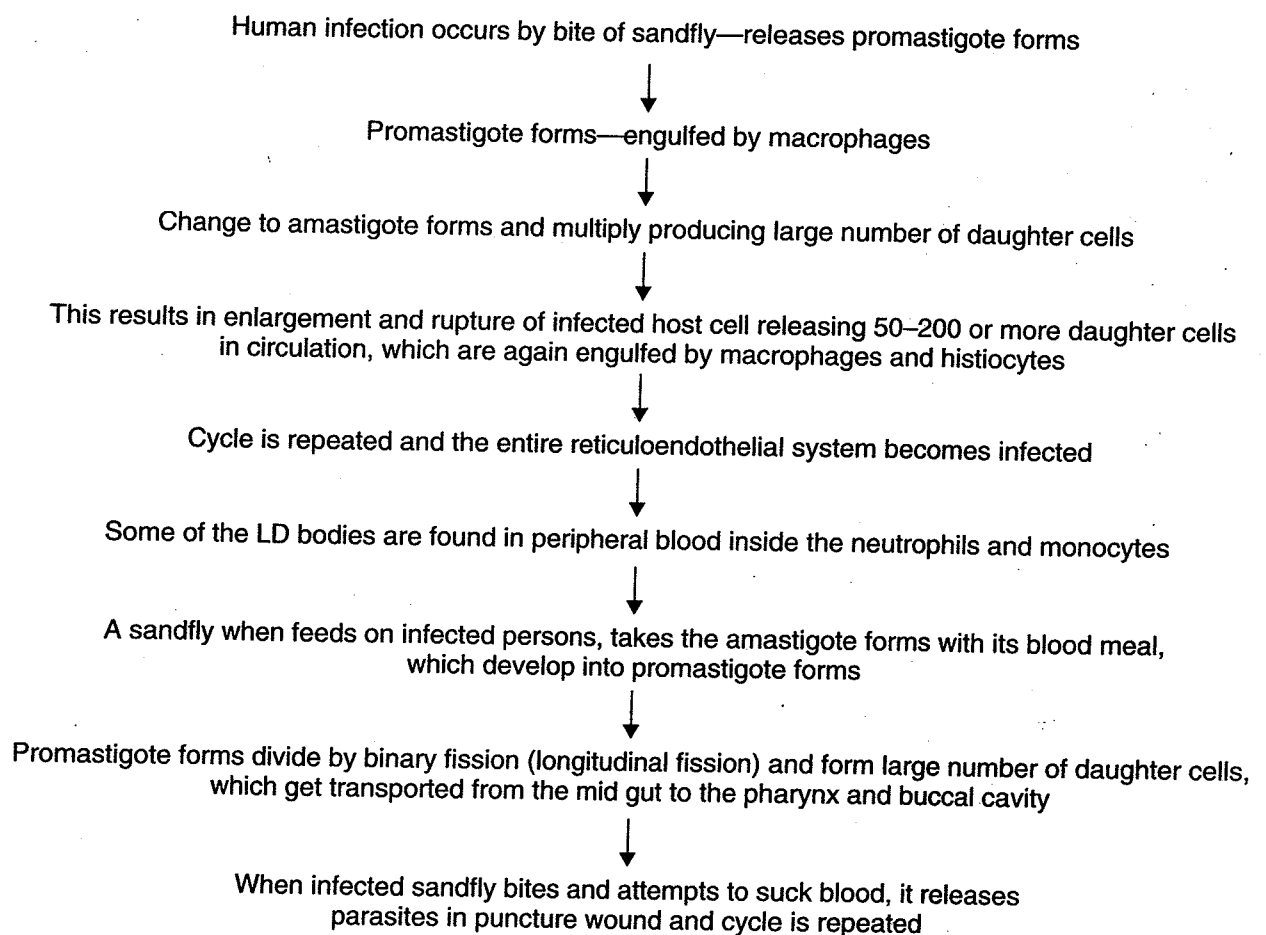 Human infection occurs by bite of sandfly—releases promastigote forms
Promastigote forms—engulfed by macrophages
Change to amastigote forms and multiply producing large number of daughter cells
This results in enlargement and rupture of infected host cell releasing 50–200 or more daughter cells
in circulation, which are again engulfed by macrophages and histiocytes
Cycle is repeated and the entire reticuloendothelial system becomes infected
Some of the LD bodies are found in peripheral blood inside the neutrophils and monocytes
A sandfly when feeds on infected persons, takes the amastigote forms with its blood meal,
which develop into promastigote forms
Promastigote forms divide by binary fission (longitudinal fission) and form large number of daughter cells,
which get transported from the mid gut to the pharynx and buccal cavity
When infected sandfly bites and attempts to suck blood, it releases
parasites in puncture wound and cycle is repeated